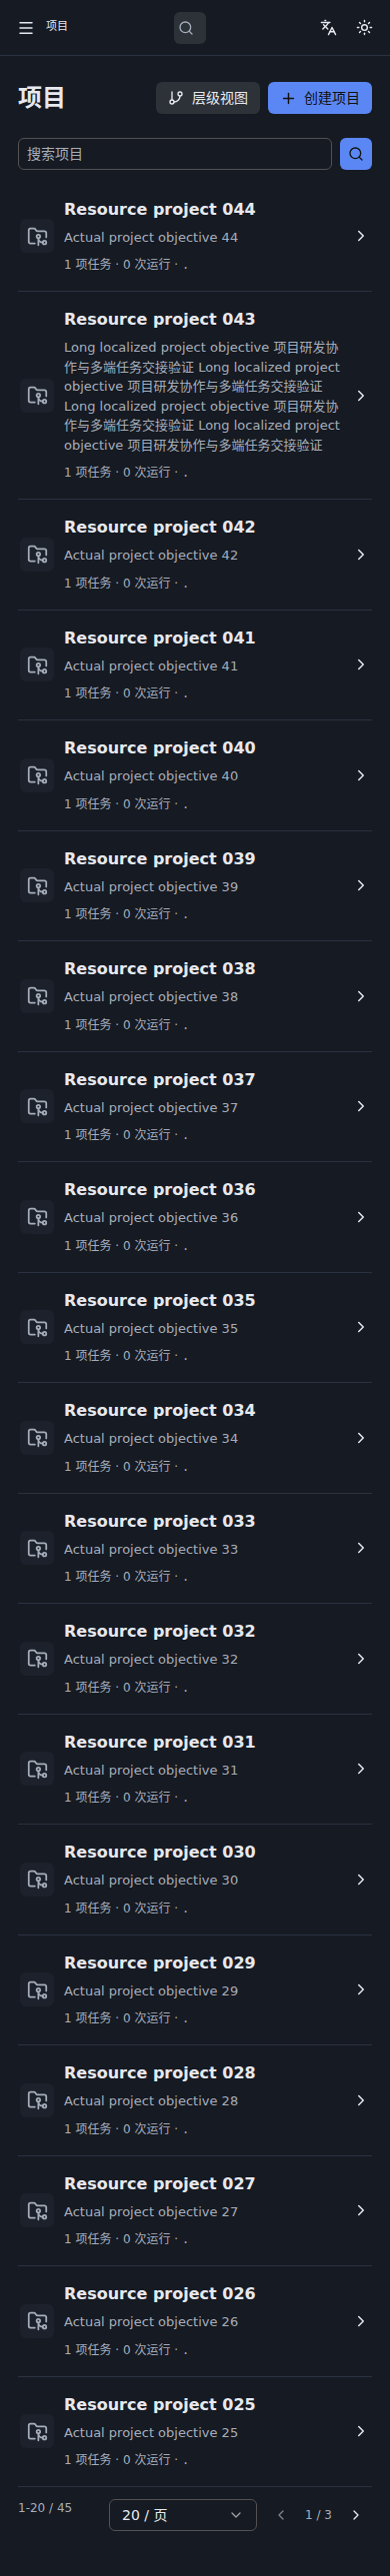 项目
项目
层级视图
创建项目
搜索项目
Resource project 044
Actual project objective 44
1 项任务 · 0 次运行 · .
Resource project 043
Long localized project objective 项目研发协
作与多端任务交接验证 Long localized project
objective 项目研发协作与多端任务交接验证
Long localized project objective 项目研发协
作与多端任务交接验证 Long localized project
objective 项目研发协作与多端任务交接验证
1 项任务 · 0 次运行 · .
Resource project 042
Actual project objective 42
1 项任务 · 0 次运行 · .
Resource project 041
Actual project objective 41
1 项任务 · 0 次运行 · .
Resource project 040
Actual project objective 40
1 项任务 · 0 次运行 · .
Resource project 039
Actual project objective 39
1 项任务 · 0 次运行 · .
Resource project 038
Actual project objective 38
1 项任务 · 0 次运行 · .
Resource project 037
Actual project objective 37
1 项任务 · 0 次运行 · .
Resource project 036
Actual project objective 36
1 项任务 · 0 次运行 · .
Resource project 035
Actual project objective 35
1 项任务 · 0 次运行 · .
Resource project 034
Actual project objective 34
1 项任务 · 0 次运行 · .
Resource project 033
Actual project objective 33
1 项任务 · 0 次运行 · .
Resource project 032
Actual project objective 32
1 项任务 · 0 次运行 · .
Resource project 031
Actual project objective 31
1 项任务 · 0 次运行 · .
Resource project 030
Actual project objective 30
1 项任务 · 0 次运行 · .
Resource project 029
Actual project objective 29
1 项任务 · 0 次运行 · .
Resource project 028
Actual project objective 28
1 项任务 · 0 次运行 · .
Resource project 027
Actual project objective 27
1 项任务 · 0 次运行 · .
Resource project 026
Actual project objective 26
1 项任务 · 0 次运行 · .
Resource project 025
Actual project objective 25
1 项任务 · 0 次运行 · .
1-20 / 45
20 / 页
1 / 3